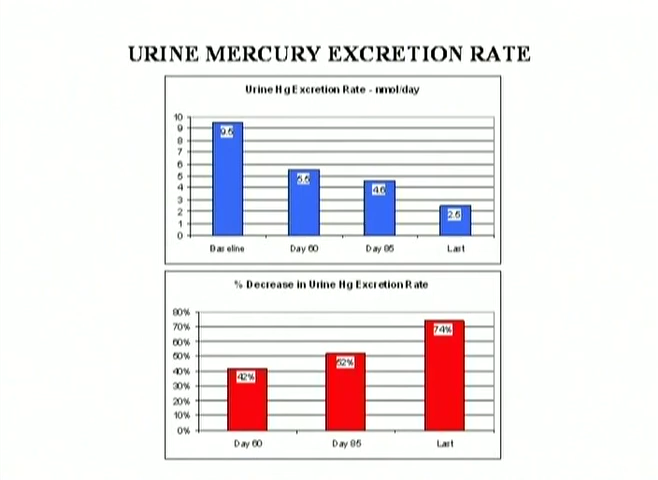 URINE MERCURY EXCRETION RATE
Urine Hg Excretion Rate - nmol/day
10
9
8
7
6
5
4
3
2
1
0
9.5
5.5
4.6
2.5
Baseline
Day 60
Day 85
Last
% Decrease in Urine Hg Excretion Rate
80%
70%
60%
50%
40%
30%
20%
10%
0%
42%
52%
74%
Day 60
Day 85
Last